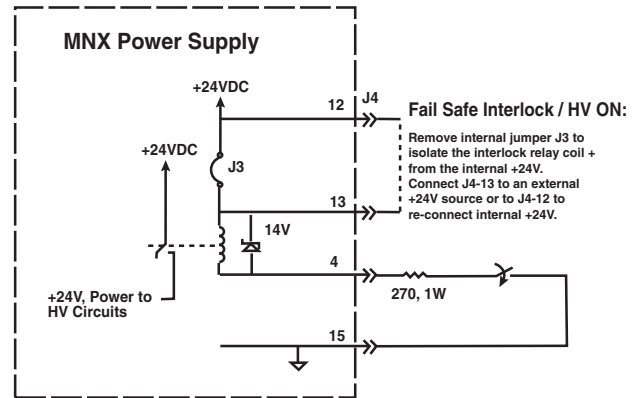 MNX Power Supply
+24VDC
12
J4
Fail Safe Interlock / HV ON:
Remove internal jumper J3 to
isolate the interlock relay coil +
from the internal +24V.
Connect J4-13 to an external
+24V source or to J4-12 to
re-connect internal +24V.
+24VDC
J3
13
14V
4
270, 1W
+24V, Power to
HV Circuits
15